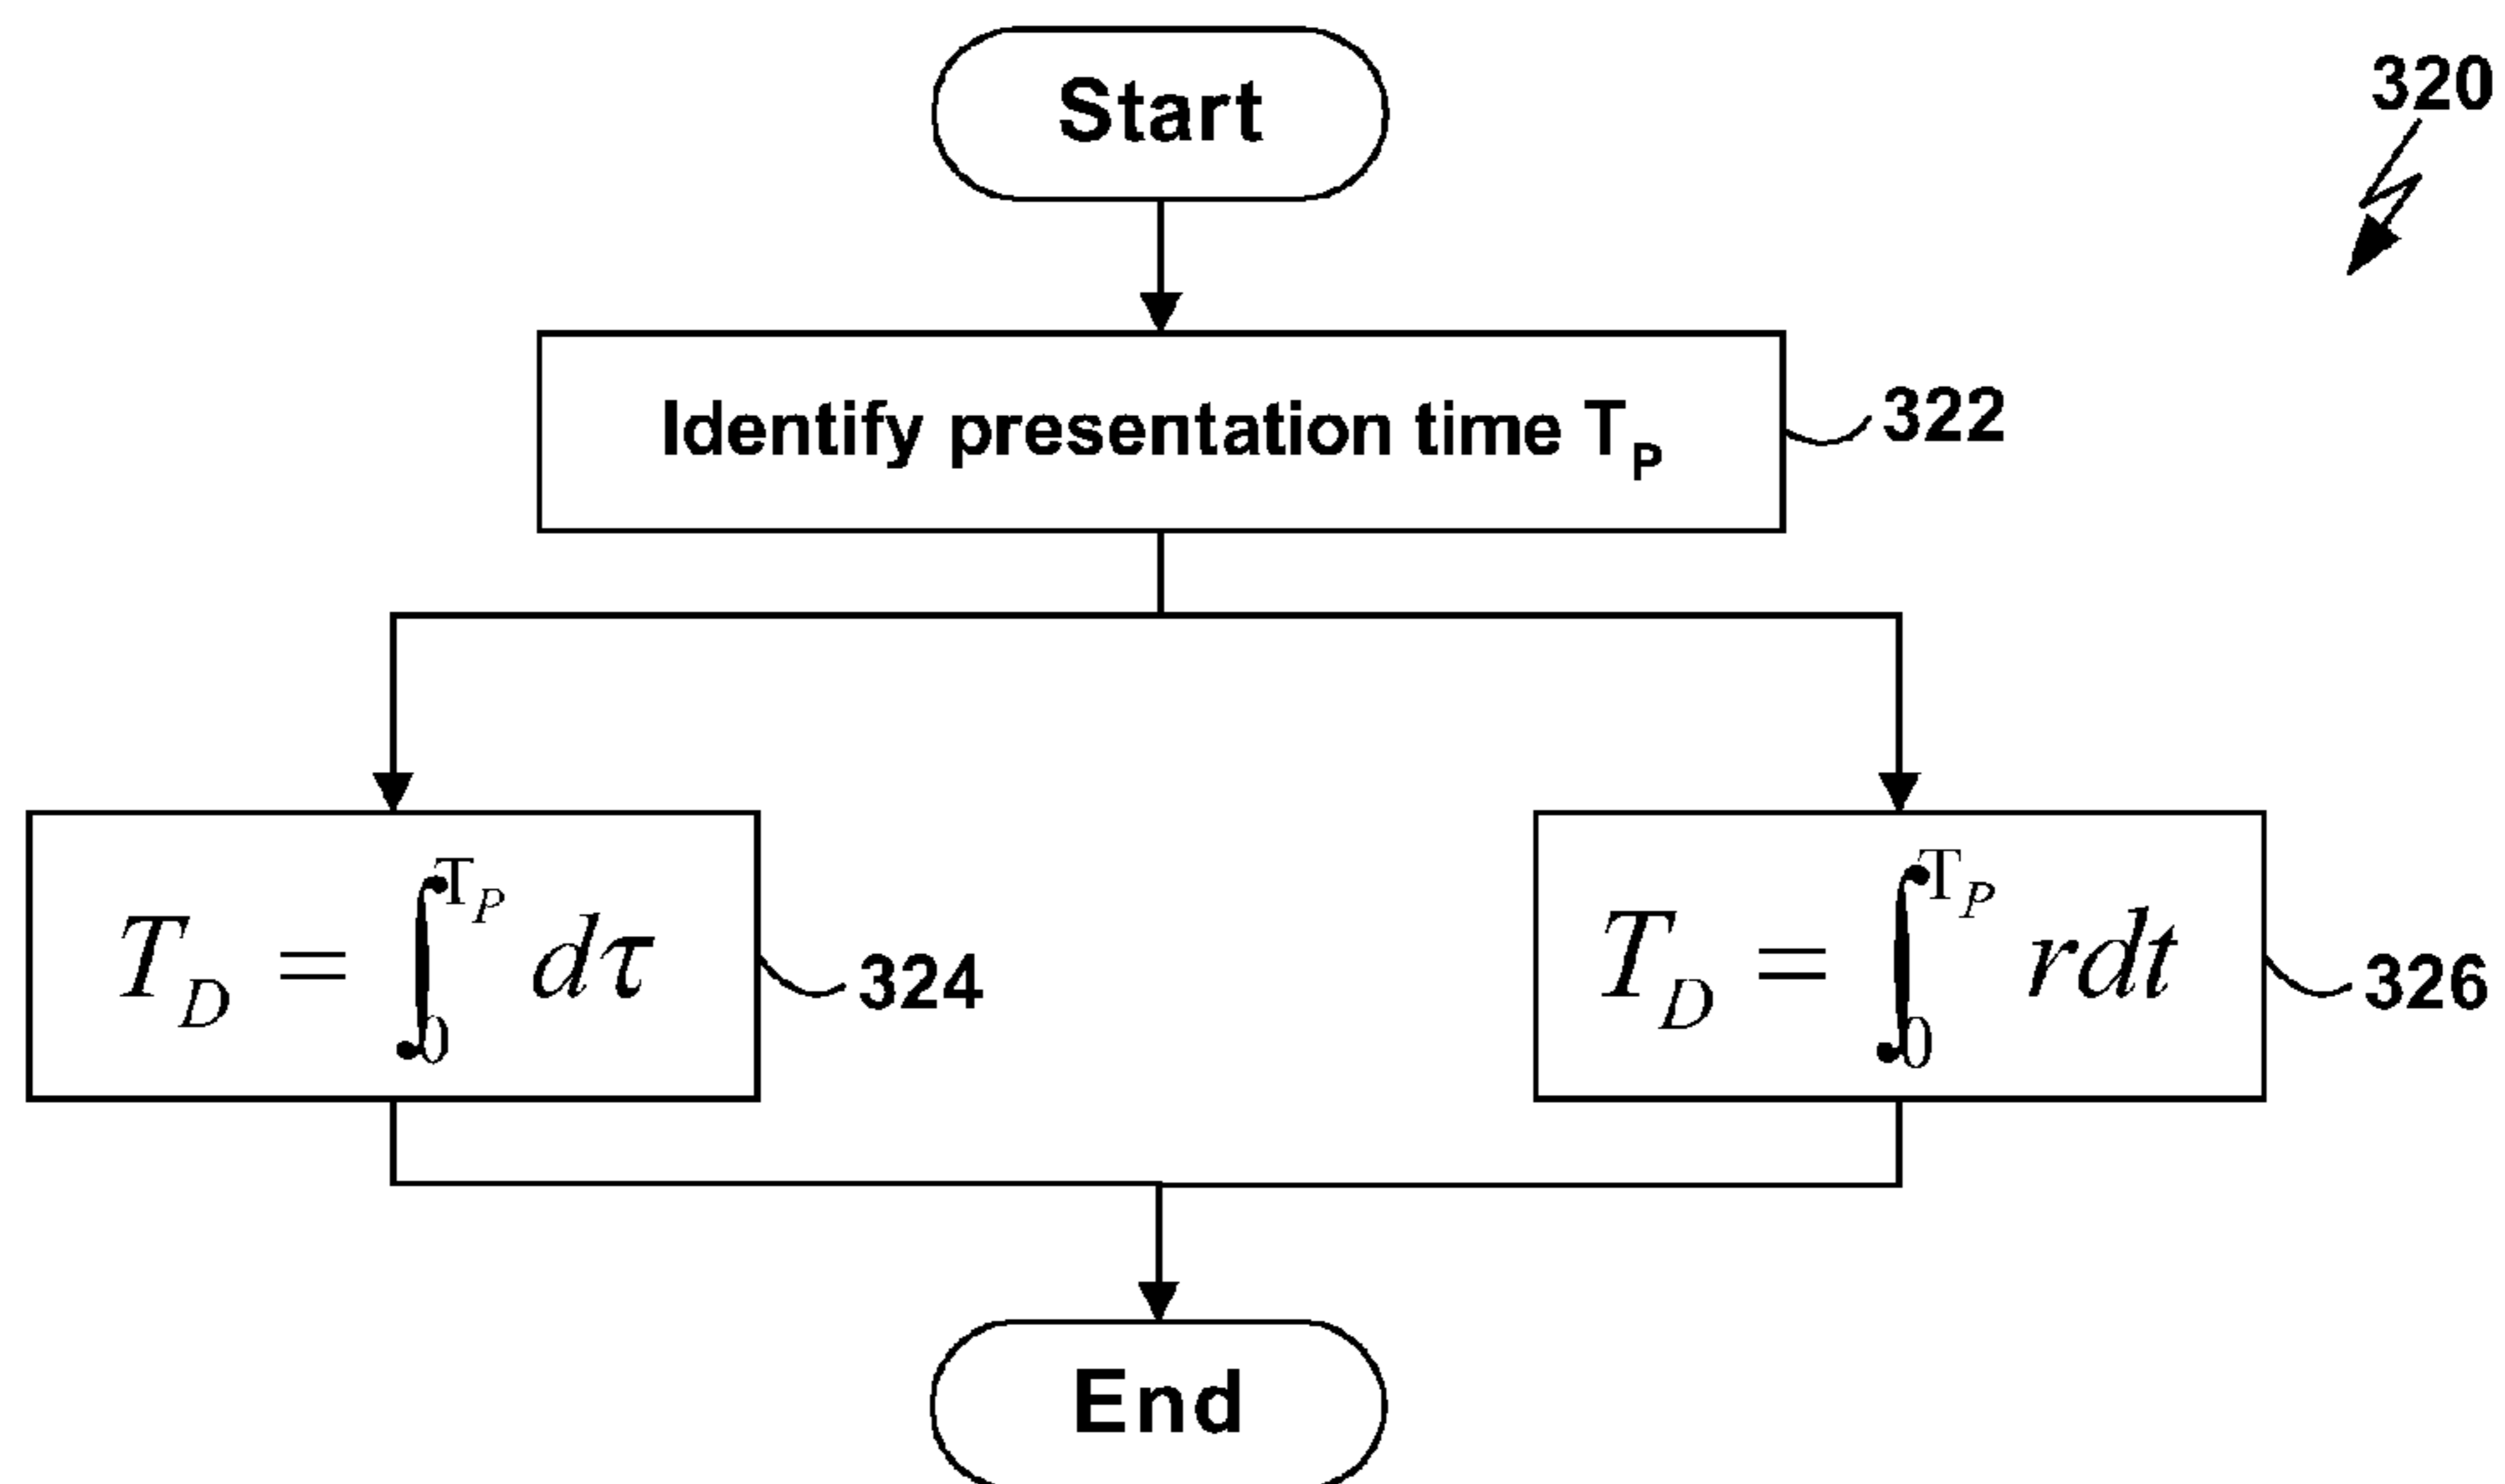 Start
320
Identify presentation time T_P
322
T_D = ∫_0^{T_P} dτ
324
T_D = ∫_0^{T_P} rdt
326
End